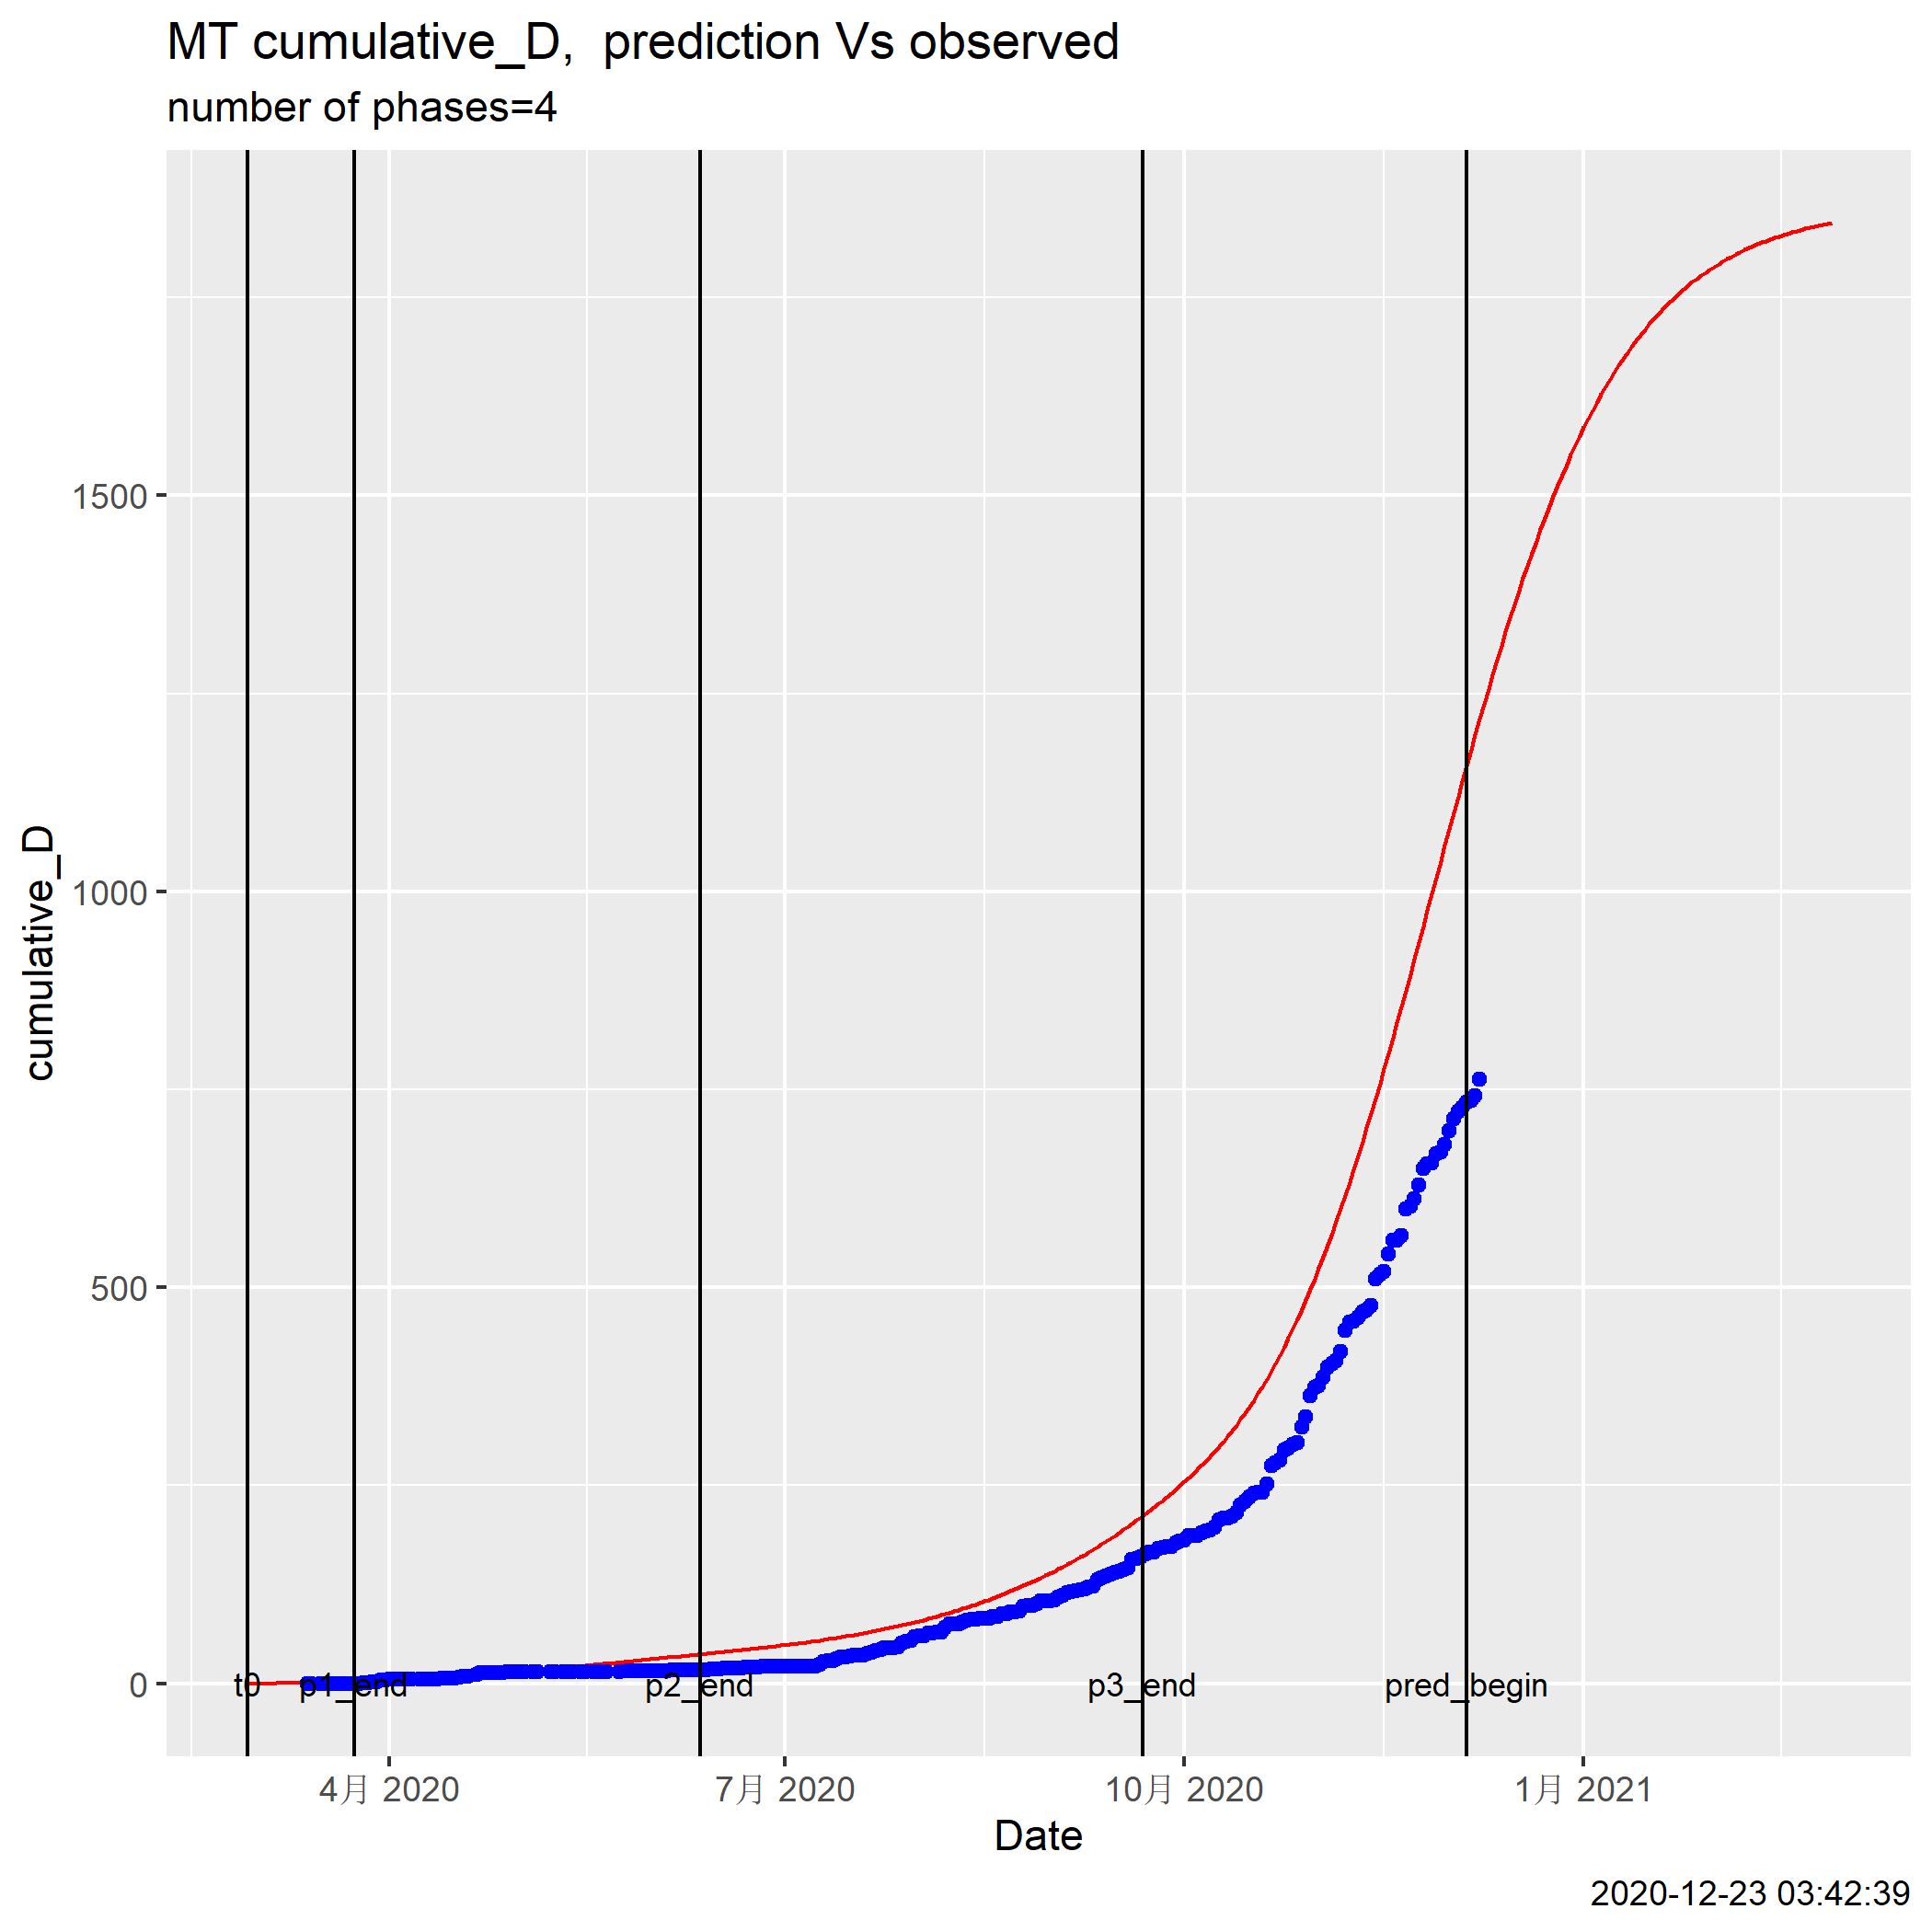 MT cumulative_D,  prediction Vs observed
number of phases=4
cumulative_D
1500
1000
500
0
t0 p1_end p2_end p3_end pred_begin
4月 2020 7月 2020 10月 2020 1月 2021
Date
2020-12-23 03:42:39